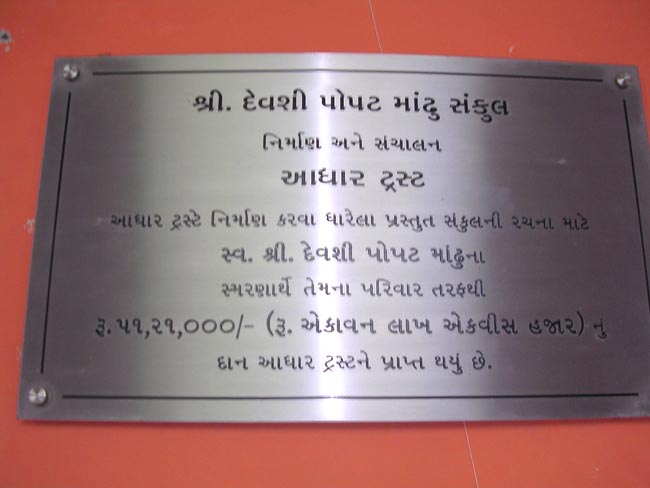 શ્રી. દેવશી પોપટ માંઢુ સંકુલ
નિર્માણ અને સંચાલન
આધાર ટ્રસ્ટ
આધાર ટ્રસ્ટે નિર્માણ કરવા ધારેલા પ્રસ્તુત સંકુલની રચના માટે
સ્વ. શ્રી. દેવશી પોપટ માંઢુના
સ્મરણાર્થે તેમના પરિવાર તરફથી
રૂ. ૫૧,૨૧,૦૦૦/- (રૂ. એકાવન લાખ એકવીસ હજાર) નું
દાન આધાર ટ્રસ્ટને પ્રાપ્ત થયું છે.